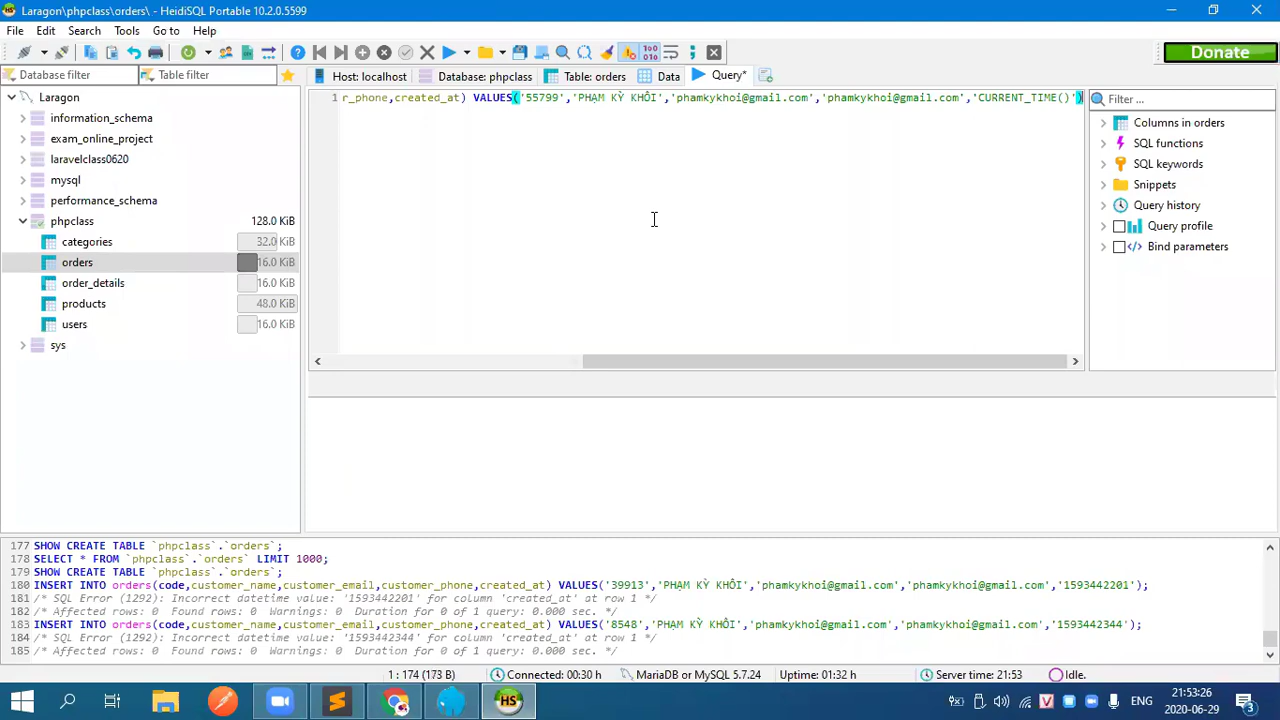 Laragon\phpclass\orders\ - HeidiSQL Portable 10.2.0.5599
File Edit Search Tools Go to Help
Donate
Database filter
Table filter
Host: localhost
Database: phpclass
Table: orders
Data
Query*
Laragon
information_schema
exam_online_project
laravelclass0620
mysql
performance_schema
phpclass 128.0 KiB
categories 32.0 KiB
orders 16.0 KiB
order_details 16.0 KiB
products 48.0 KiB
users 16.0 KiB
sys
1 r_phone,created_at) VALUES('55799','PHẠM KỲ KHÔI','phamkykhoi@gmail.com','phamkykhoi@gmail.com','CURRENT_TIME()')
Filter ...
Columns in orders
SQL functions
SQL keywords
Snippets
Query history
Query profile
Bind parameters
177 SHOW CREATE TABLE `phpclass`.`orders`;
178 SELECT * FROM `phpclass`.`orders` LIMIT 1000;
179 SHOW CREATE TABLE `phpclass`.`orders`;
180 INSERT INTO orders(code,customer_name,customer_email,customer_phone,created_at) VALUES('39913','PHẠM KỲ KHÔI','phamkykhoi@gmail.com','phamkykhoi@gmail.com','1593442201');
181 /* SQL Error (1292): Incorrect datetime value: '1593442201' for column 'created_at' at row 1 */
182 /* Affected rows: 0  Found rows: 0  Warnings: 0  Duration for 0 of 1 query: 0.000 sec. */
183 INSERT INTO orders(code,customer_name,customer_email,customer_phone,created_at) VALUES('8548','PHẠM KỲ KHÔI','phamkykhoi@gmail.com','phamkykhoi@gmail.com','1593442344');
184 /* SQL Error (1292): Incorrect datetime value: '1593442344' for column 'created_at' at row 1 */
185 /* Affected rows: 0  Found rows: 0  Warnings: 0  Duration for 0 of 1 query: 0.000 sec. */
1 : 174 (173 B)
Connected: 00:30 h
MariaDB or MySQL 5.7.24
Uptime: 01:32 h
Server time: 21:53
Idle.
ENG
21:53:26
2020-06-29
3